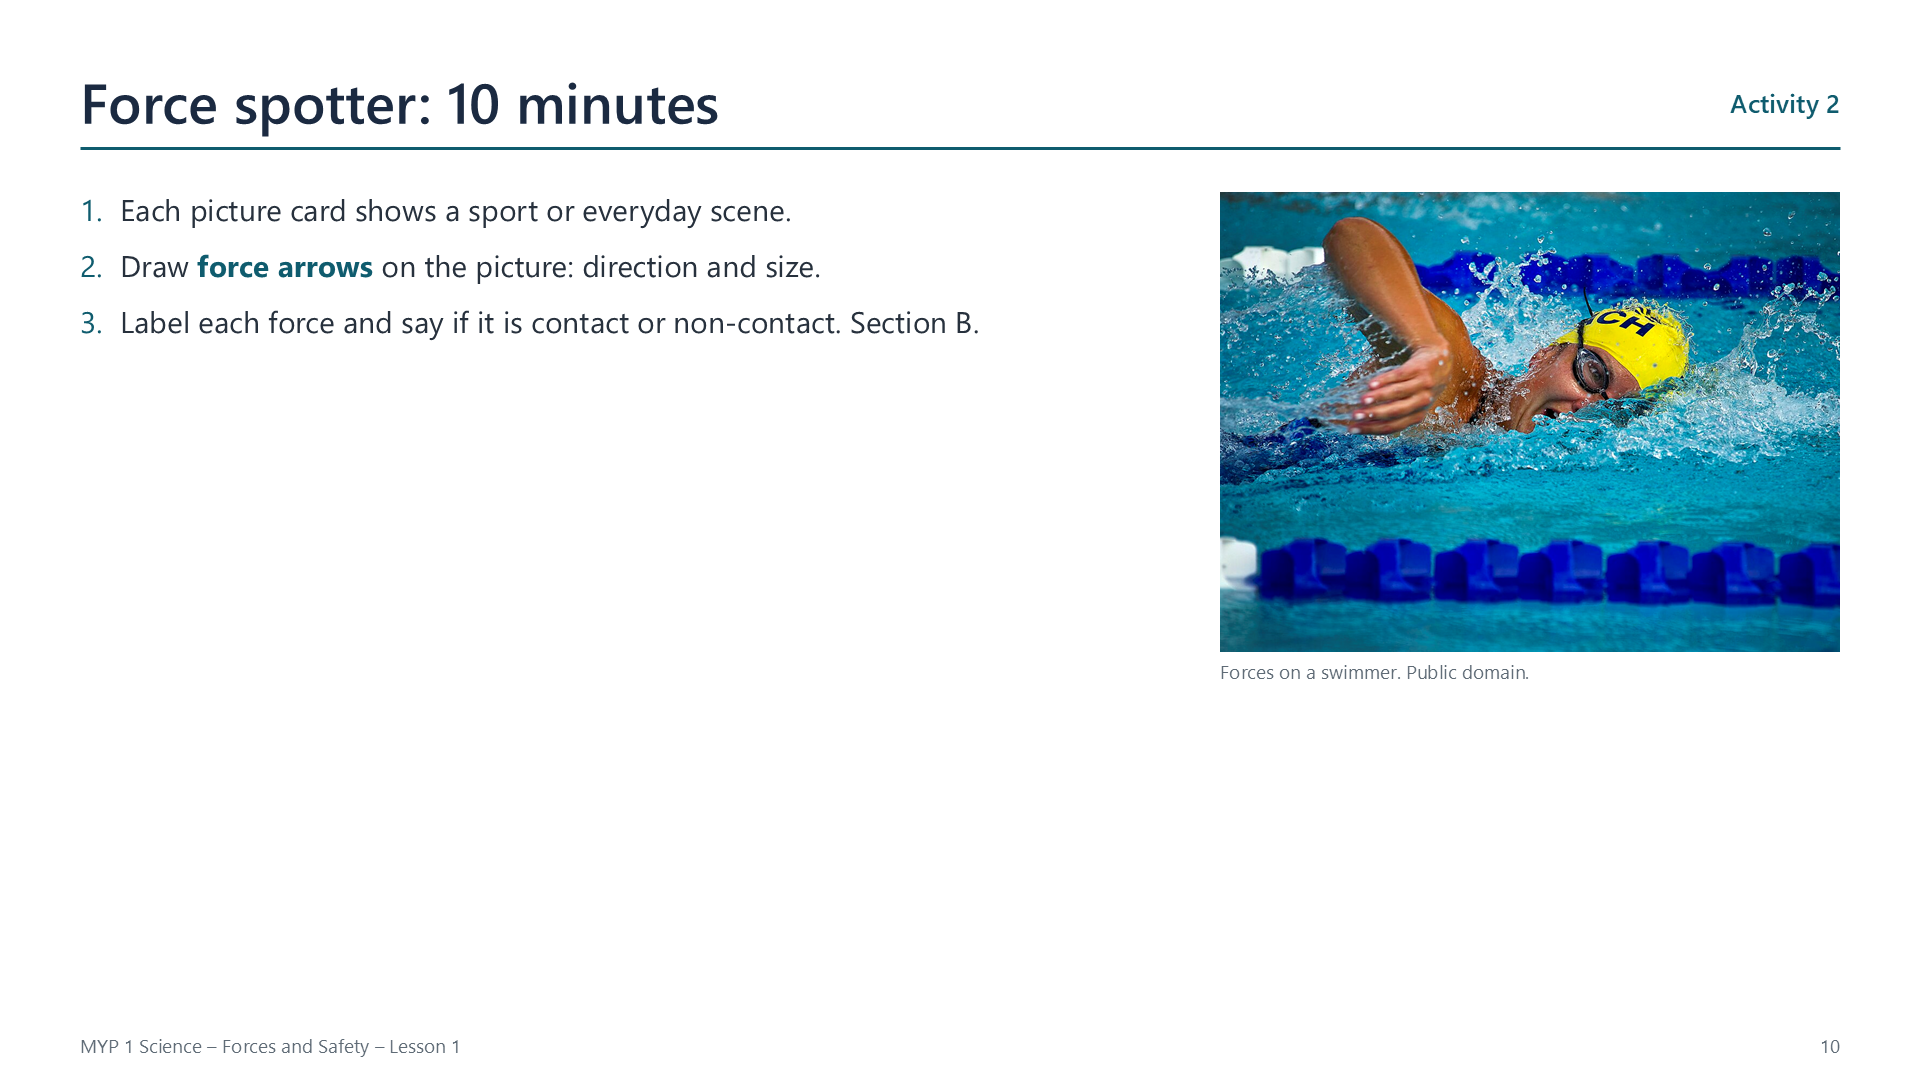 Force spotter: 10 minutes
Activity 2
1. Each picture card shows a sport or everyday scene.
2. Draw force arrows on the picture: direction and size.
3. Label each force and say if it is contact or non-contact. Section B.
CH
Forces on a swimmer. Public domain.
MYP 1 Science – Forces and Safety – Lesson 1
10